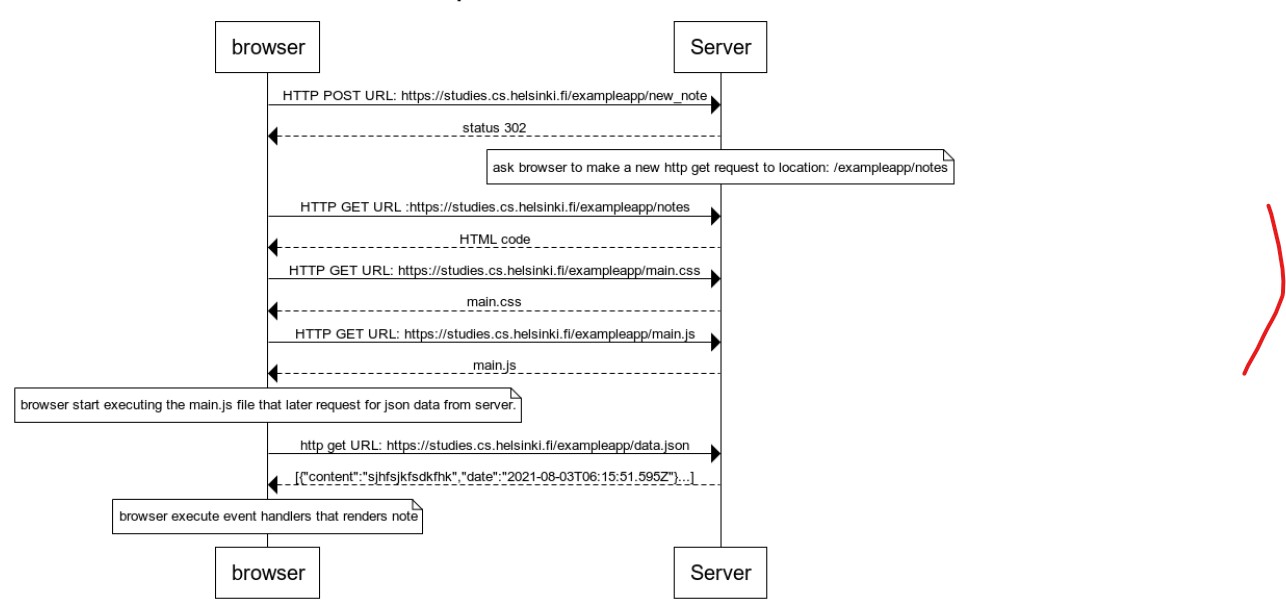 browser
Server
HTTP POST URL: https://studies.cs.helsinki.fi/exampleapp/new_note
status 302
ask browser to make a new http get request to location: /exampleapp/notes
HTTP GET URL :https://studies.cs.helsinki.fi/exampleapp/notes
HTML code
HTTP GET URL: https://studies.cs.helsinki.fi/exampleapp/main.css
main.css
HTTP GET URL: https://studies.cs.helsinki.fi/exampleapp/main.js
main.js
browser start executing the main.js file that later request for json data from server.
http get URL: https://studies.cs.helsinki.fi/exampleapp/data.json
[{"content":"sjhfsjkfsdkfhk","date":"2021-08-03T06:15:51.595Z"}...]
browser execute event handlers that renders note
browser
Server